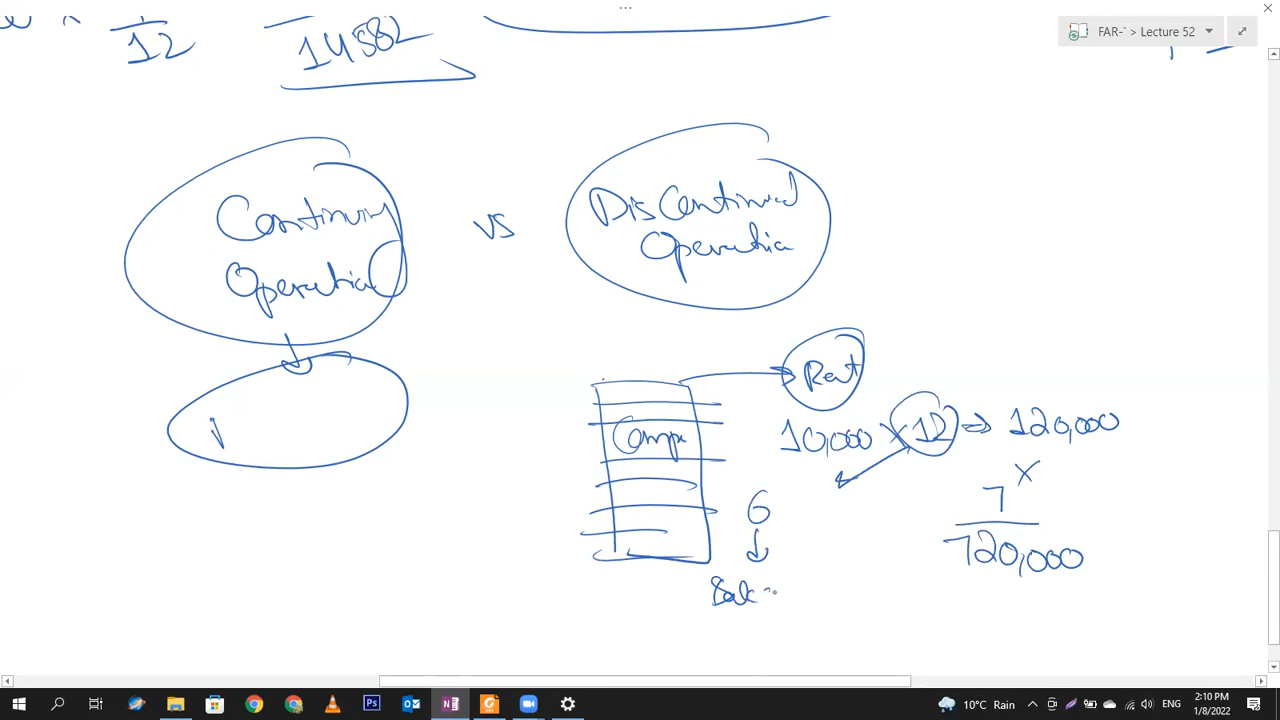 FAR-` > Lecture 52
12
14582
Continuing
Operation
vs
Discontinued
Operation
Rent
Comp
10,000 × 12 ⇒ 120,000
×
7
720,000
6
Sale
10°C Rain
ENG
2:10 PM
1/8/2022